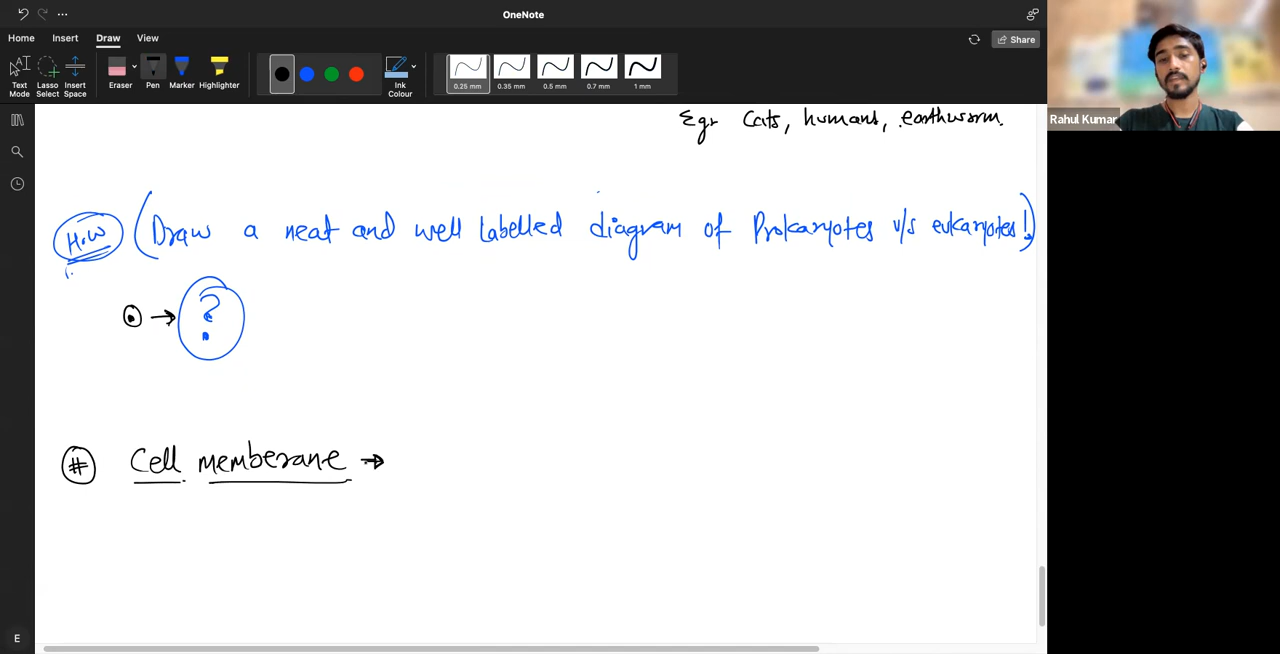 OneNote
Home Insert Draw View
Share
Text Mode
Lasso Select
Insert Space
Eraser
Pen
Marker
Highlighter
Ink Colour
0.25 mm
0.35 mm
0.5 mm
0.7 mm
1 mm
Rahul Kumar
Egr Cats, humans, earthworm.
H.W (Draw a neat and well labelled diagram of Prokaryotes v/s eukaryotes!)
→ ?
# Cell memberane →
E